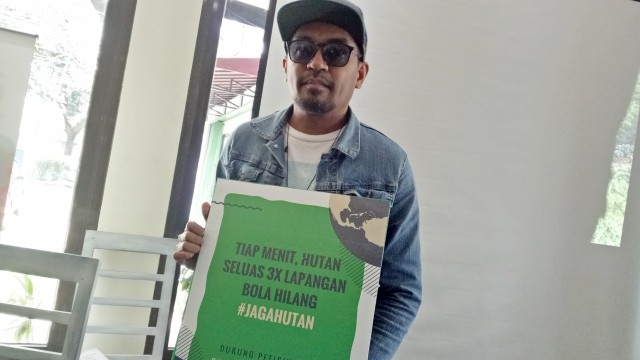 TIAP MENIT, HUTAN
SELUAS 3X LAPANGAN
BOLA HILANG
#JAGAHUTAN
DUKUNG